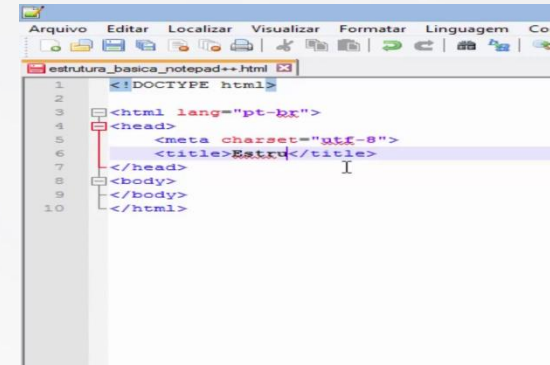 Arquivo Editar Localizar Visualizar Formatar Linguagem Co
estrutura_basica_notepad++.html
1 <!DOCTYPE html>
2
3 <html lang="pt-br">
4 <head>
5 <meta charset="utf-8">
6 <title>Estru</title>
7 </head>
8 <body>
9 </body>
10 </html>